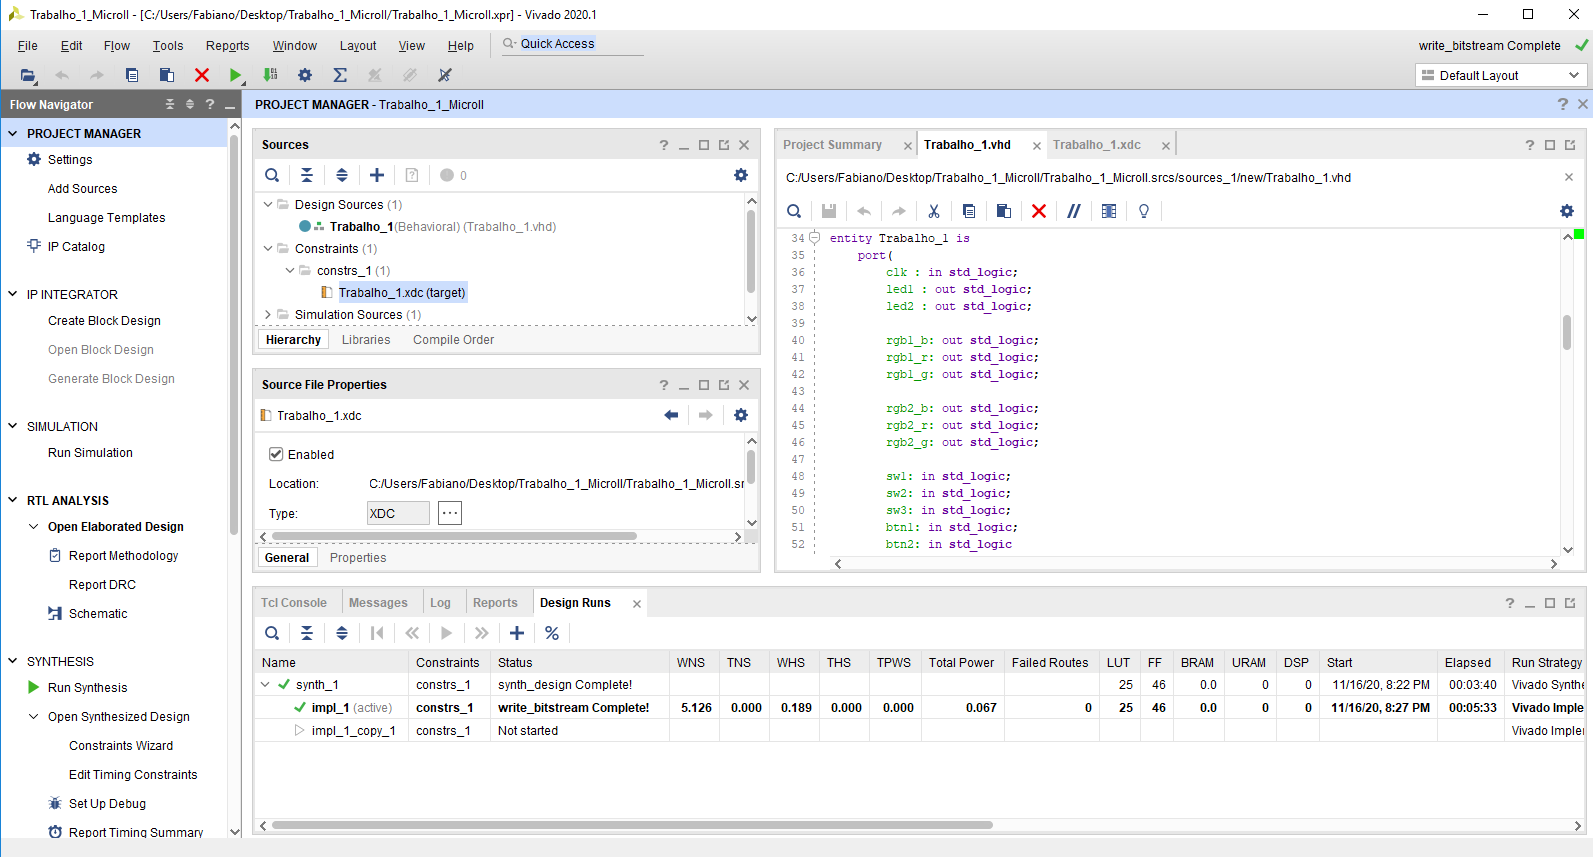 Trabalho_1_Microll - [C:/Users/Fabiano/Desktop/Trabalho_1_Microll/Trabalho_1_Microll.xpr] - Vivado 2020.1
File Edit Flow Tools Reports Window Layout View Help Quick Access
write_bitstream Complete
Default Layout
Flow Navigator
PROJECT MANAGER - Trabalho_1_Microll
PROJECT MANAGER
Settings
Add Sources
Language Templates
IP Catalog
IP INTEGRATOR
Create Block Design
Open Block Design
Generate Block Design
SIMULATION
Run Simulation
RTL ANALYSIS
Open Elaborated Design
Report Methodology
Report DRC
Schematic
SYNTHESIS
Run Synthesis
Open Synthesized Design
Constraints Wizard
Edit Timing Constraints
Set Up Debug
Report Timing Summary
Sources
0
Design Sources (1)
Trabalho_1(Behavioral) (Trabalho_1.vhd)
Constraints (1)
constrs_1 (1)
Trabalho_1.xdc (target)
Simulation Sources (1)
Hierarchy Libraries Compile Order
Source File Properties
Trabalho_1.xdc
Enabled
Location: C:/Users/Fabiano/Desktop/Trabalho_1_Microll/Trabalho_1_Microll.sr
Type: XDC ...
General Properties
Project Summary Trabalho_1.vhd Trabalho_1.xdc
C:/Users/Fabiano/Desktop/Trabalho_1_Microll/Trabalho_1_Microll.srcs/sources_1/new/Trabalho_1.vhd
34 entity Trabalho_1 is
35 port(
36 clk : in std_logic;
37 led1 : out std_logic;
38 led2 : out std_logic;
39
40 rgb1_b: out std_logic;
41 rgb1_r: out std_logic;
42 rgb1_g: out std_logic;
43
44 rgb2_b: out std_logic;
45 rgb2_r: out std_logic;
46 rgb2_g: out std_logic;
47
48 sw1: in std_logic;
49 sw2: in std_logic;
50 sw3: in std_logic;
51 btn1: in std_logic;
52 btn2: in std_logic
Tcl Console Messages Log Reports Design Runs
Name Constraints Status WNS TNS WHS THS TPWS Total Power Failed Routes LUT FF BRAM URAM DSP Start Elapsed Run Strategy
synth_1 constrs_1 synth_design Complete! 25 46 0.0 0 0 11/16/20, 8:22 PM 00:03:40 Vivado Synthe
impl_1 (active) constrs_1 write_bitstream Complete! 5.126 0.000 0.189 0.000 0.000 0.067 0 25 46 0.0 0 0 11/16/20, 8:27 PM 00:05:33 Vivado Imple
impl_1_copy_1 constrs_1 Not started Vivado Implen